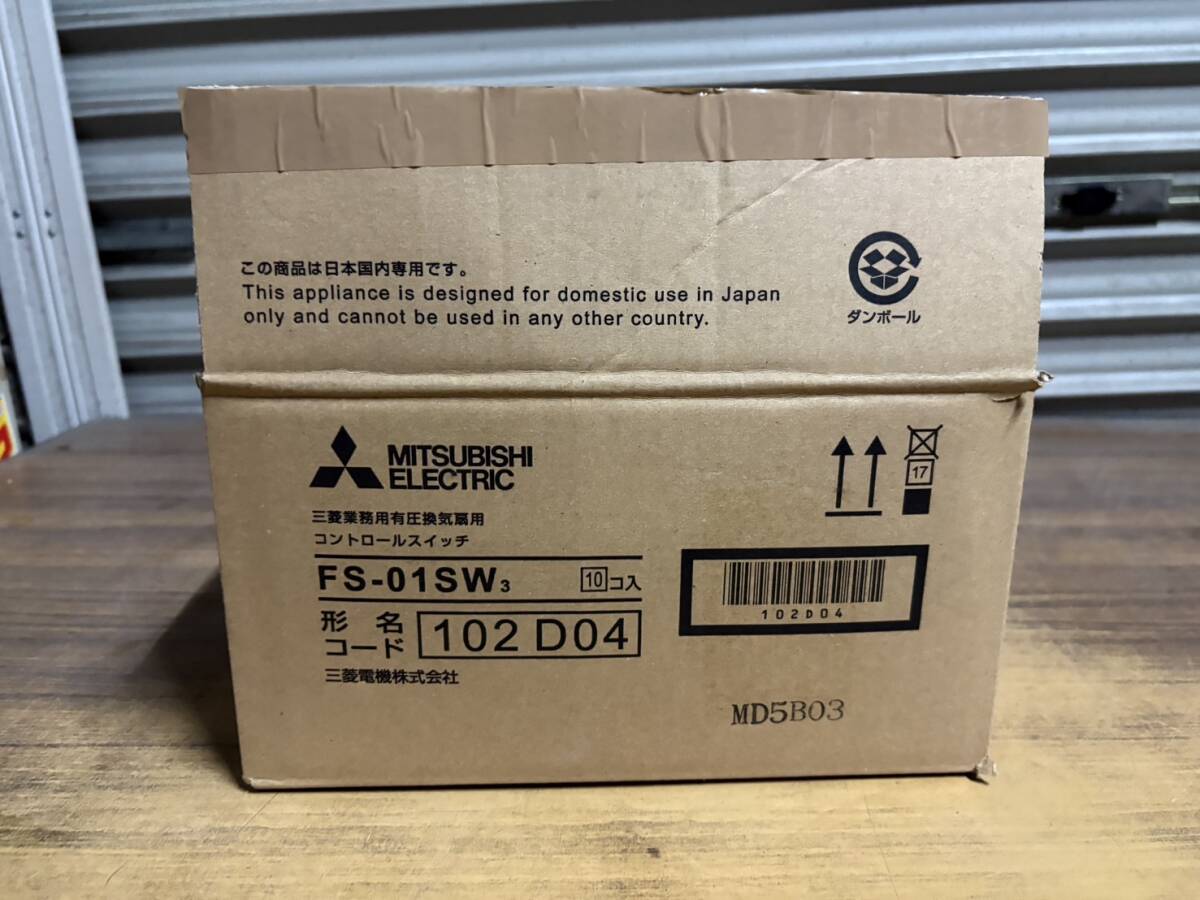 この商品は日本国内専用です。
This appliance is designed for domestic use in Japan
only and cannot be used in any other country.
ダンボール
MITSUBISHI
ELECTRIC
17
三菱業務用有圧換気扇用
コントロールスイッチ
FS-01SW₃ 10コ入
形名
コード 102 D04
102D04
三菱電機株式会社
MD5B03